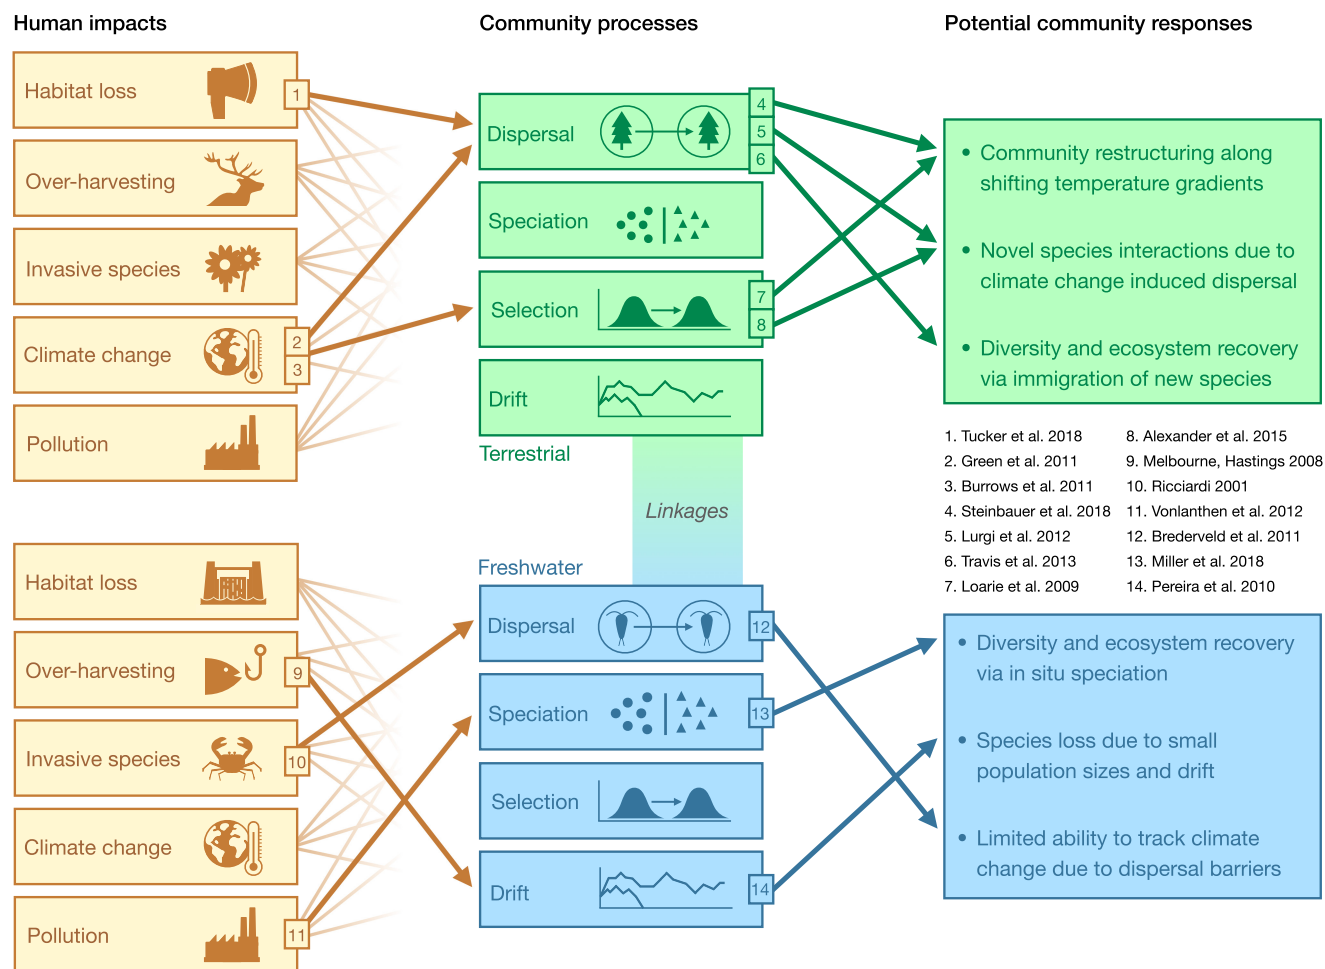 Human impacts
Community processes
Potential community responses
Habitat loss
1
Over-harvesting
Invasive species
Climate change
2
3
Pollution
Dispersal
4
5
6
Speciation
Selection
7
8
Drift
Terrestrial
• Community restructuring along
shifting temperature gradients
• Novel species interactions due to
climate change induced dispersal
• Diversity and ecosystem recovery
via immigration of new species
1. Tucker et al. 2018
2. Green et al. 2011
3. Burrows et al. 2011
4. Steinbauer et al. 2018
5. Lurgi et al. 2012
6. Travis et al. 2013
7. Loarie et al. 2009
8. Alexander et al. 2015
9. Melbourne, Hastings 2008
10. Ricciardi 2001
11. Vonlanthen et al. 2012
12. Brederveld et al. 2011
13. Miller et al. 2018
14. Pereira et al. 2010
Linkages
Freshwater
Habitat loss
Over-harvesting
9
Invasive species
10
Climate change
Pollution
11
Dispersal
12
Speciation
13
Selection
Drift
14
• Diversity and ecosystem recovery
via in situ speciation
• Species loss due to small
population sizes and drift
• Limited ability to track climate
change due to dispersal barriers